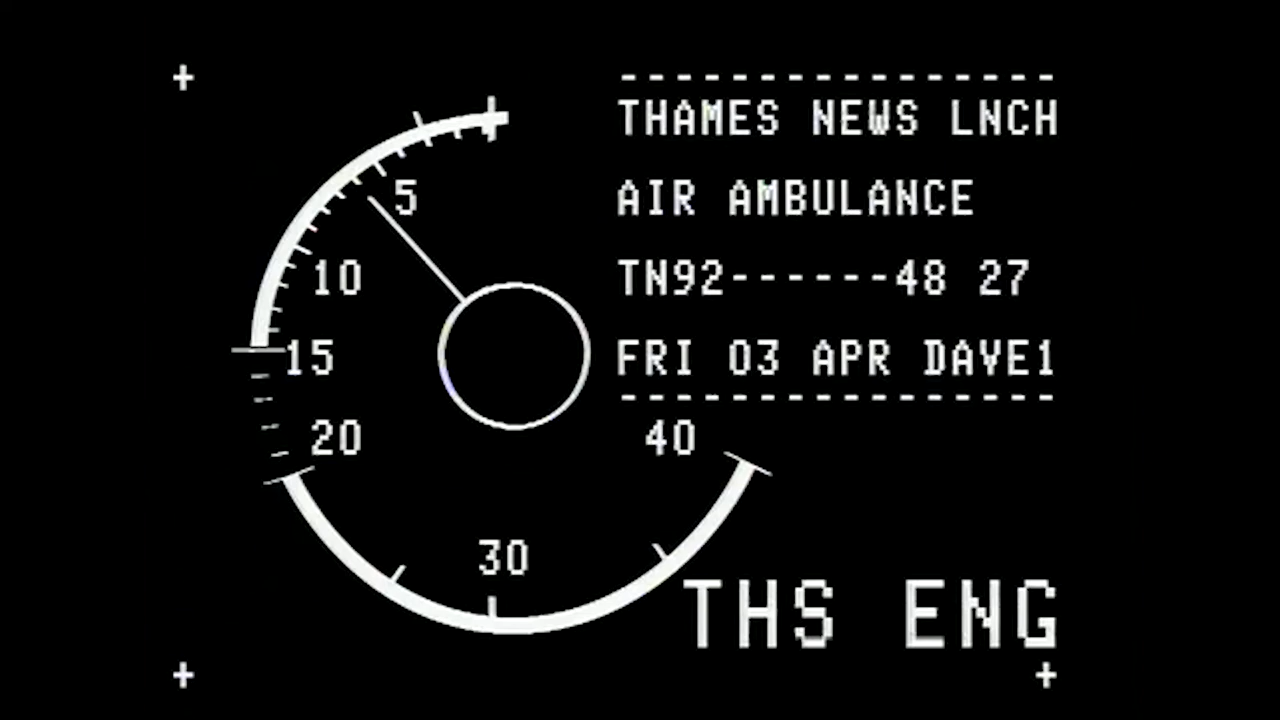 THAMES NEWS LNCH
AIR AMBULANCE
TN92------48 27
FRI 03 APR DAVE1
5
10
15
20
30
40
THS ENG